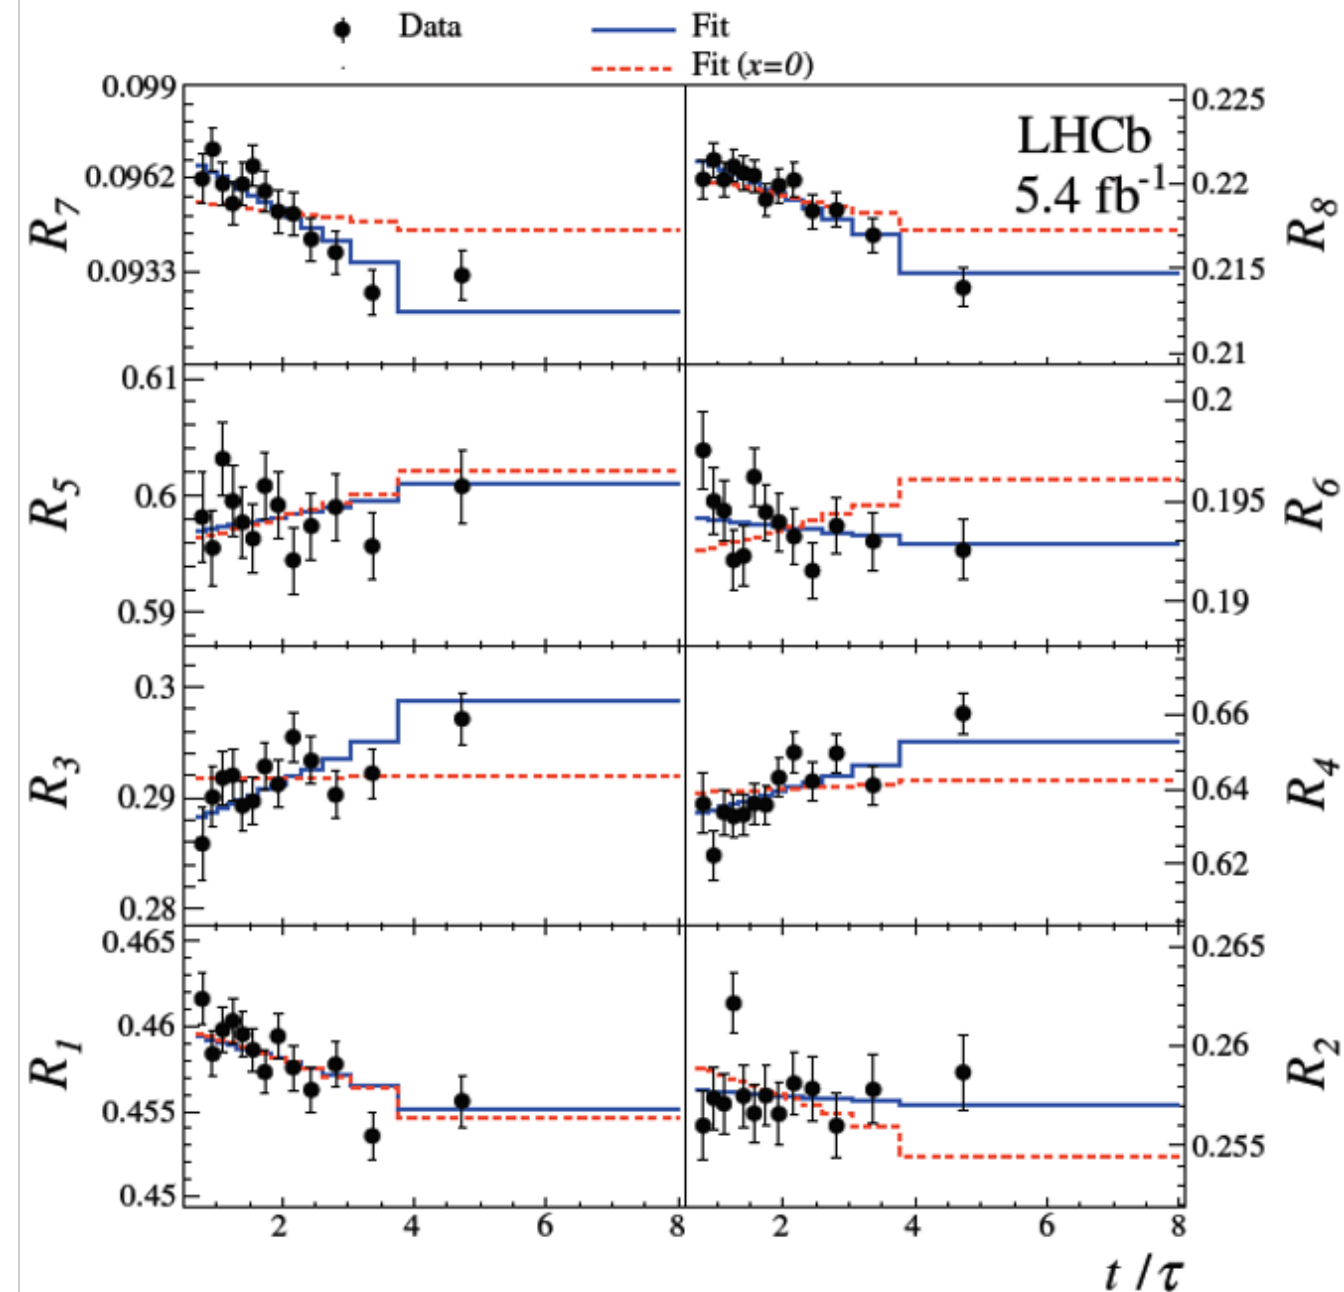 Data
Fit
Fit (x=0)
LHCb
5.4 fb⁻¹
0.099
0.0962
0.0933
R₇
0.225
0.22
0.215
0.21
R₈
0.61
0.6
0.59
R₅
0.2
0.195
0.19
R₆
0.3
0.29
0.28
R₃
0.66
0.64
0.62
R₄
0.465
0.46
0.455
0.45
R₁
0.265
0.26
0.255
R₂
2 4 6 8
2 4 6 8
t / τ